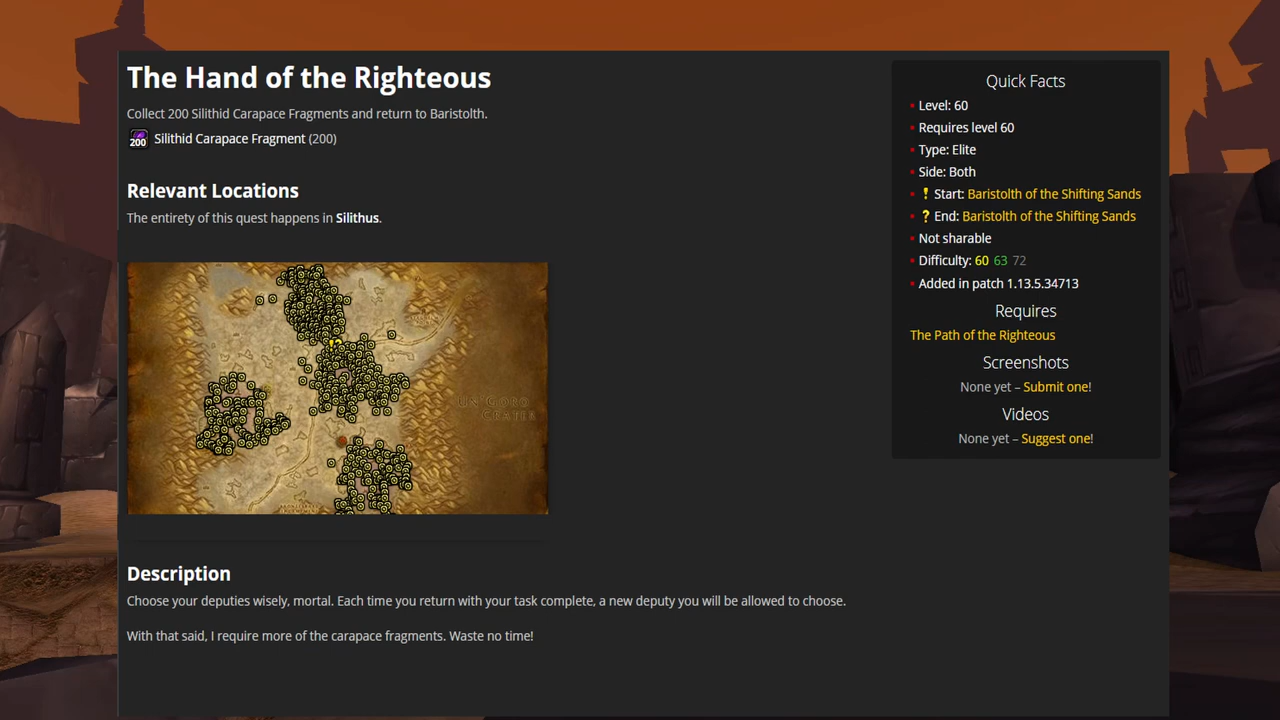 The Hand of the Righteous
Collect 200 Silithid Carapace Fragments and return to Baristolth.
200 Silithid Carapace Fragment (200)
Relevant Locations
The entirety of this quest happens in Silithus.
UN'GORO
CRATER
Description
Choose your deputies wisely, mortal. Each time you return with your task complete, a new deputy you will be allowed to choose.
With that said, I require more of the carapace fragments. Waste no time!
Quick Facts
Level: 60
Requires level 60
Type: Elite
Side: Both
! Start: Baristolth of the Shifting Sands
? End: Baristolth of the Shifting Sands
Not sharable
Difficulty: 60 63 72
Added in patch 1.13.5.34713
Requires
The Path of the Righteous
Screenshots
None yet – Submit one!
Videos
None yet – Suggest one!